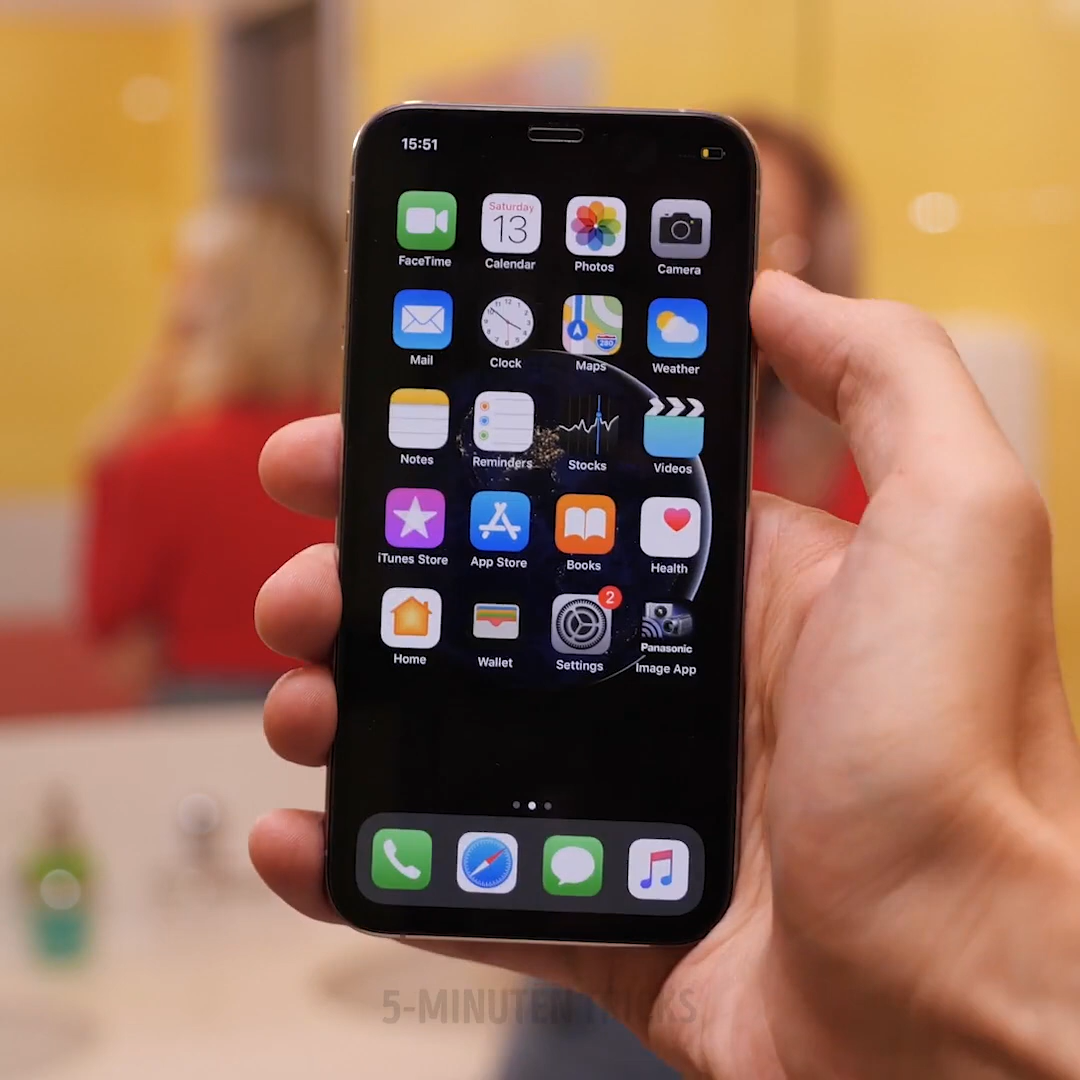 15:51
Saturday
13
FaceTime
Calendar
Photos
Camera
280
Mail
Clock
Maps
Weather
Notes
Reminders
Stocks
Videos
iTunes Store
App Store
Books
Health
2
Panasonic
Home
Wallet
Settings
Image App
5-MINUTEN TRICKS